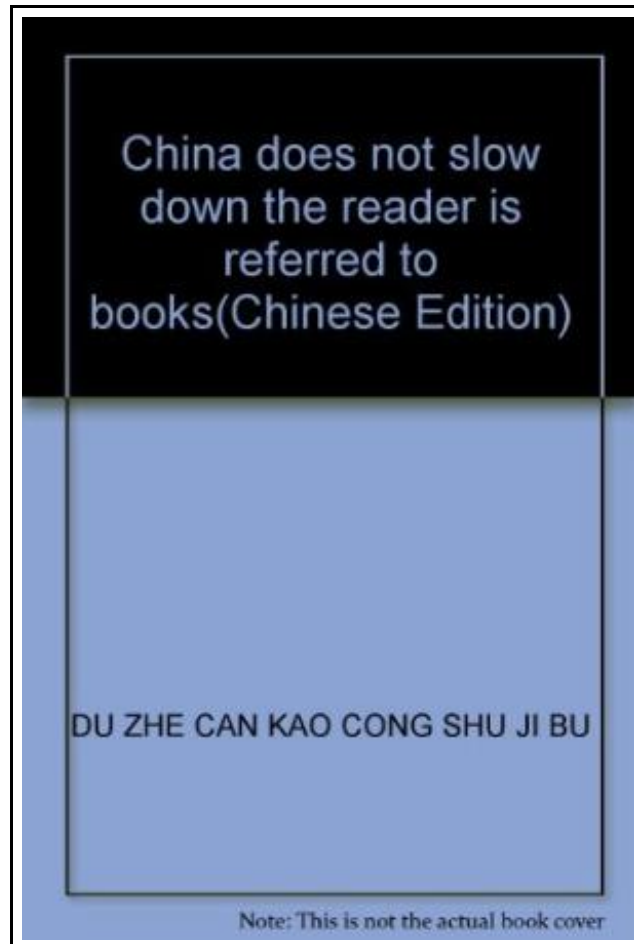 China does not slow
down the reader is
referred to
books(Chinese Edition)
DU ZHE CAN KAO CONG SHU JI BU
Note: This is not the actual book cover